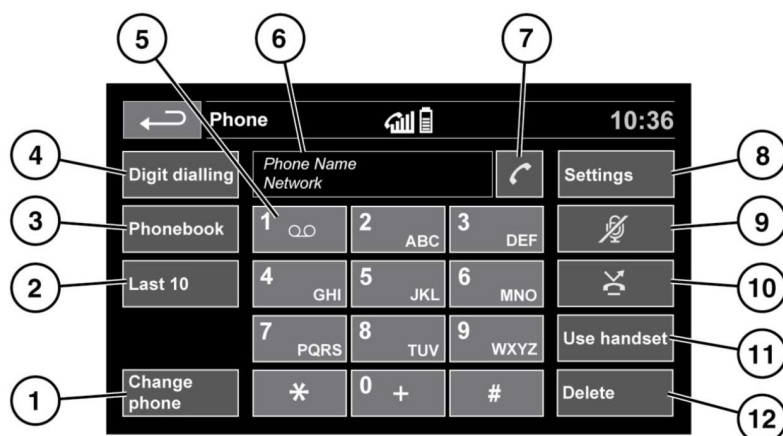 5
6
7
Phone
10:36
4
Digit dialling
Phone Name
Network
Settings
8
3
Phonebook
1
2 ABC
3 DEF
9
2
Last 10
4 GHI
5 JKL
6 MNO
10
7 PQRS
8 TUV
9 WXYZ
Use handset
11
1
Change
phone
*
0 +
#
Delete
12